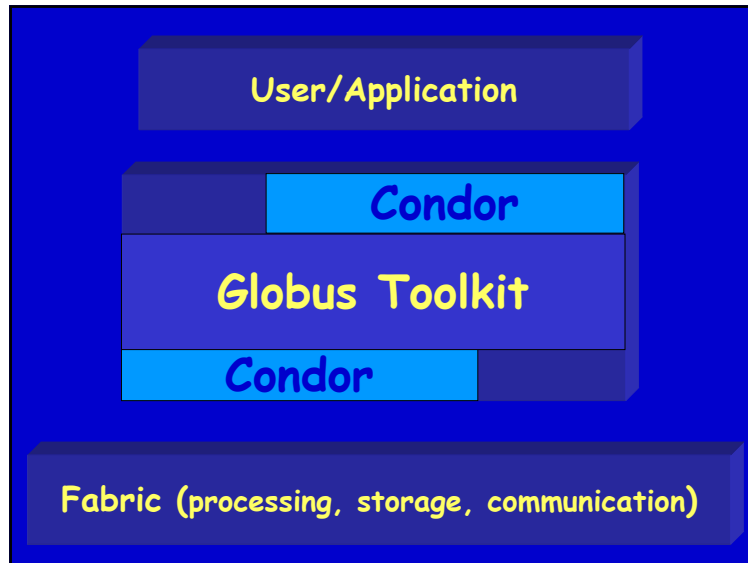 User/Application
Condor
Globus Toolkit
Condor
Fabric (processing, storage, communication)